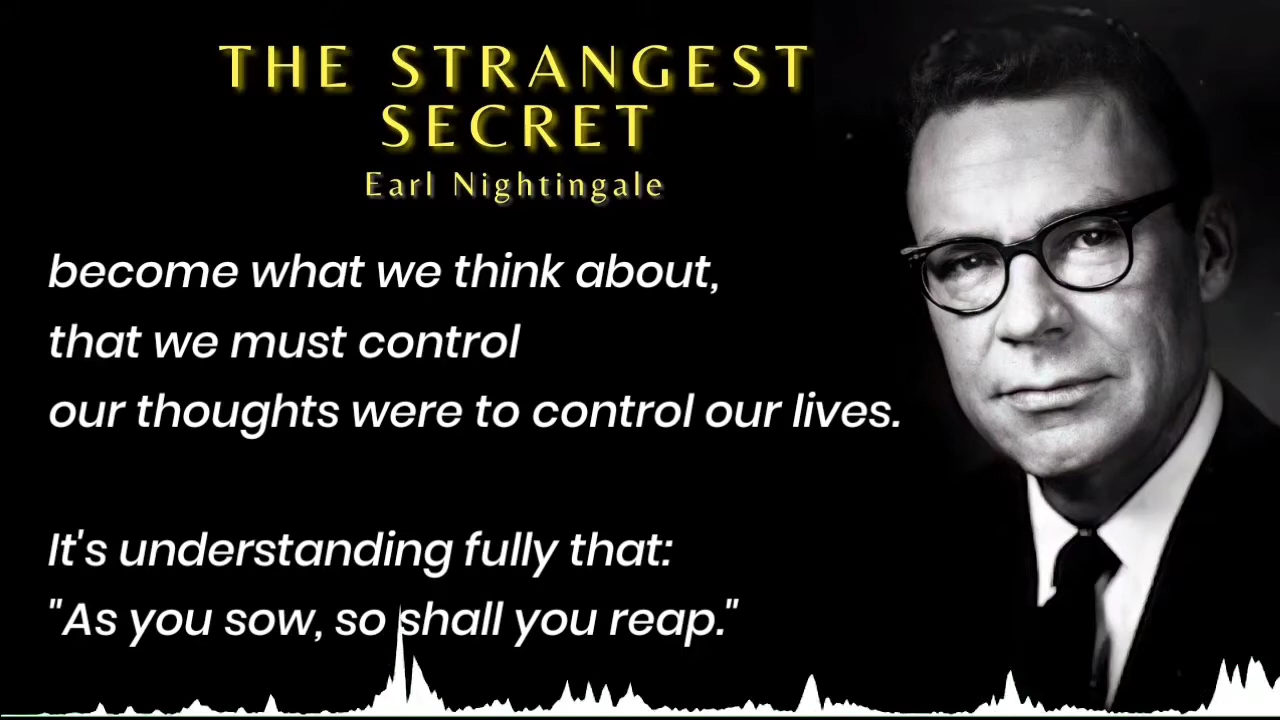 THE STRANGEST
SECRET
Earl Nightingale
become what we think about,
that we must control
our thoughts were to control our lives.
It's understanding fully that:
"As you sow, so shall you reap."